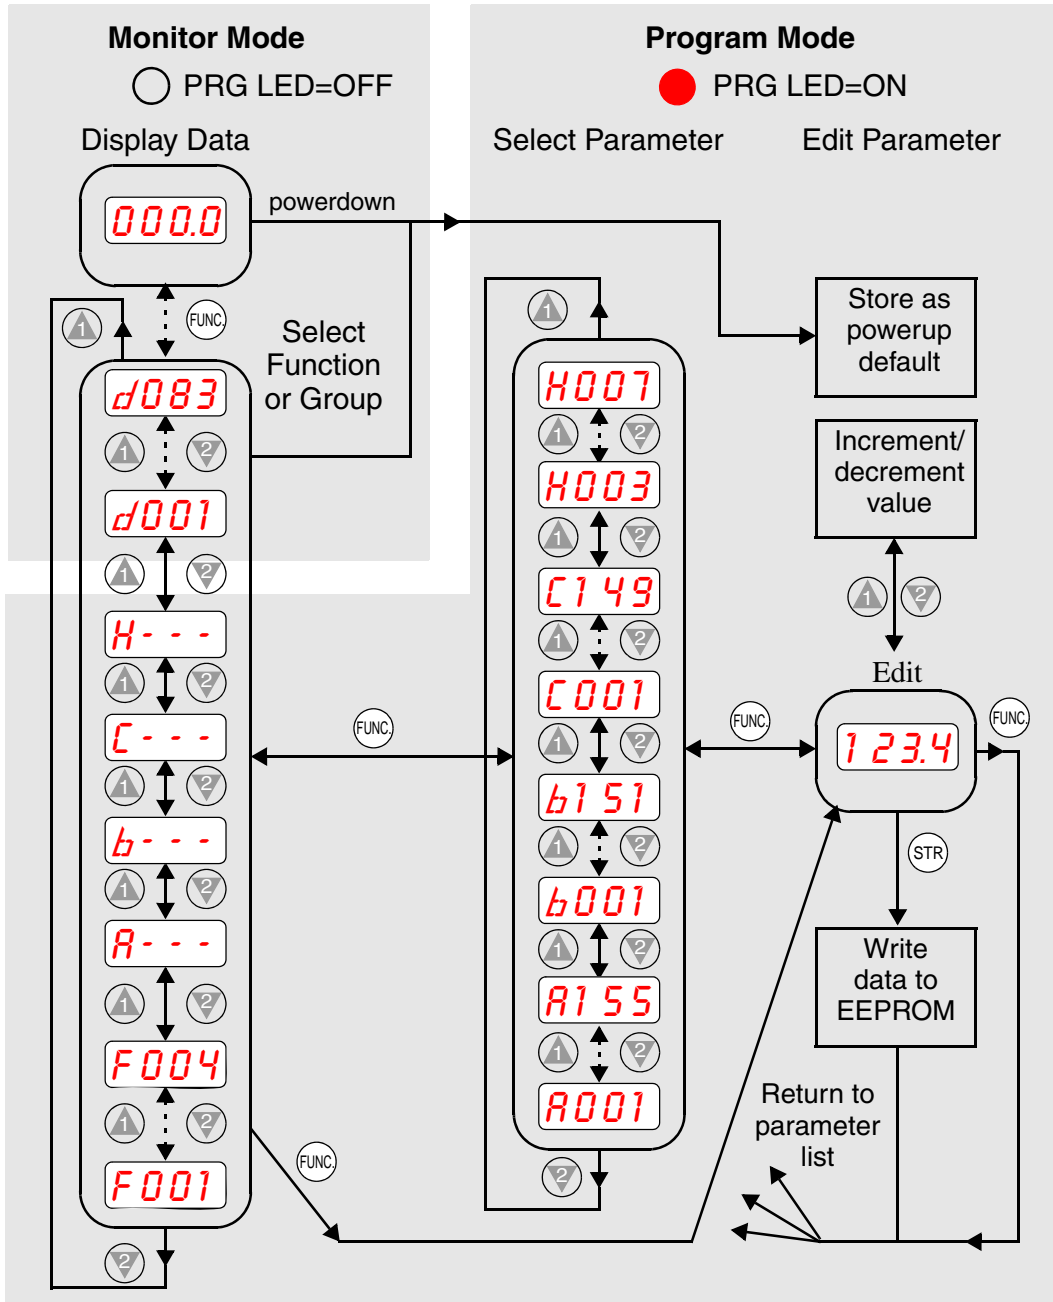 Monitor Mode
PRG LED=OFF
Display Data
000.0
powerdown
FUNC.
1
Select
Function
or Group
d083
1 2
d001
1 2
H---
1 2
C---
1 2
b---
1 2
A---
1 2
F004
1 2
F001
2
FUNC.
FUNC.
Program Mode
PRG LED=ON
Select Parameter
Edit Parameter
1
H007
1 2
H003
1 2
C149
1 2
C001
1 2
b151
1 2
b001
1 2
A155
1 2
A001
2
FUNC.
Store as
powerup
default
Increment/
decrement
value
1 2
Edit
123.4
FUNC.
STR
Write
data to
EEPROM
Return to
parameter
list